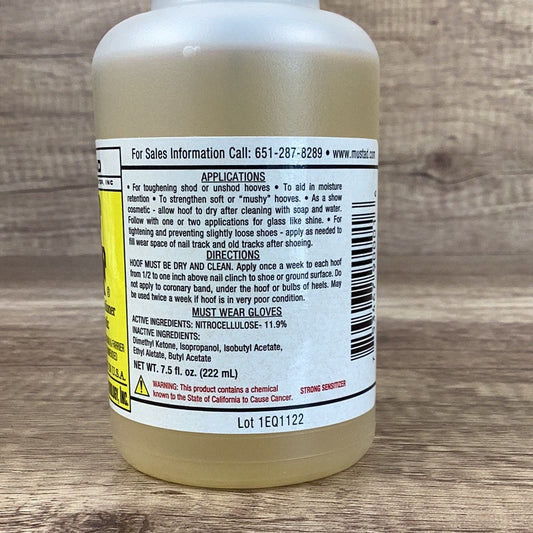 For Sales Information Call: 651-287-8289 • www.mustad.com
APPLICATIONS
• For toughening shod or unshod hooves • To aid in moisture
retention • To strengthen soft or "mushy" hooves. • As a show
cosmetic - allow hoof to dry after cleaning with soap and water.
Follow with one or two applications for glass like shine. • For
tightening and preventing slightly loose shoes - apply as needed to
fill wear space of nail track and old tracks after shoeing.
DIRECTIONS
HOOF MUST BE DRY AND CLEAN. Apply once a week to each hoof
from 1/2 to one inch above nail clinch to shoe or ground surface. Do
not apply to coronary band, under the hoof or bulbs of heels. May
be used twice a week if hoof is in very poor condition.
MUST WEAR GLOVES
ACTIVE INGREDIENTS: NITROCELLULOSE- 11.9%
INACTIVE INGREDIENTS:
Dimethyl Ketone, Isopropanol, Isobutyl Acetate,
Ethyl Aletate, Butyl Acetate
NET WT. 7.5 fl. oz. (222 mL)
WARNING: This product contains a chemical
known to the State of California to Cause Cancer.
STRONG SENSITIZER
Lot 1EQ1122
INC
U.S.A.
INC.